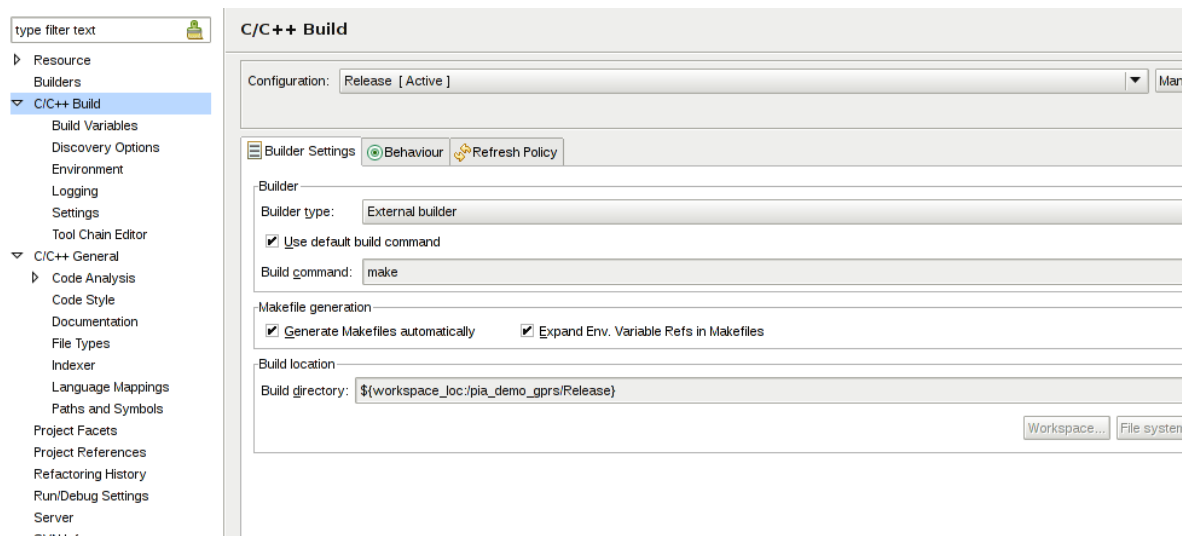 type filter text
Resource
Builders
C/C++ Build
Build Variables
Discovery Options
Environment
Logging
Settings
Tool Chain Editor
C/C++ General
Code Analysis
Code Style
Documentation
File Types
Indexer
Language Mappings
Paths and Symbols
Project Facets
Project References
Refactoring History
Run/Debug Settings
Server
C/C++ Build
Configuration: Release [ Active ] Man
Builder Settings Behaviour Refresh Policy
Builder
Builder type: External builder
Use default build command
Build command: make
Makefile generation
Generate Makefiles automatically Expand Env. Variable Refs in Makefiles
Build location
Build directory: ${workspace_loc:/pia_demo_gprs/Release}
Workspace... File system